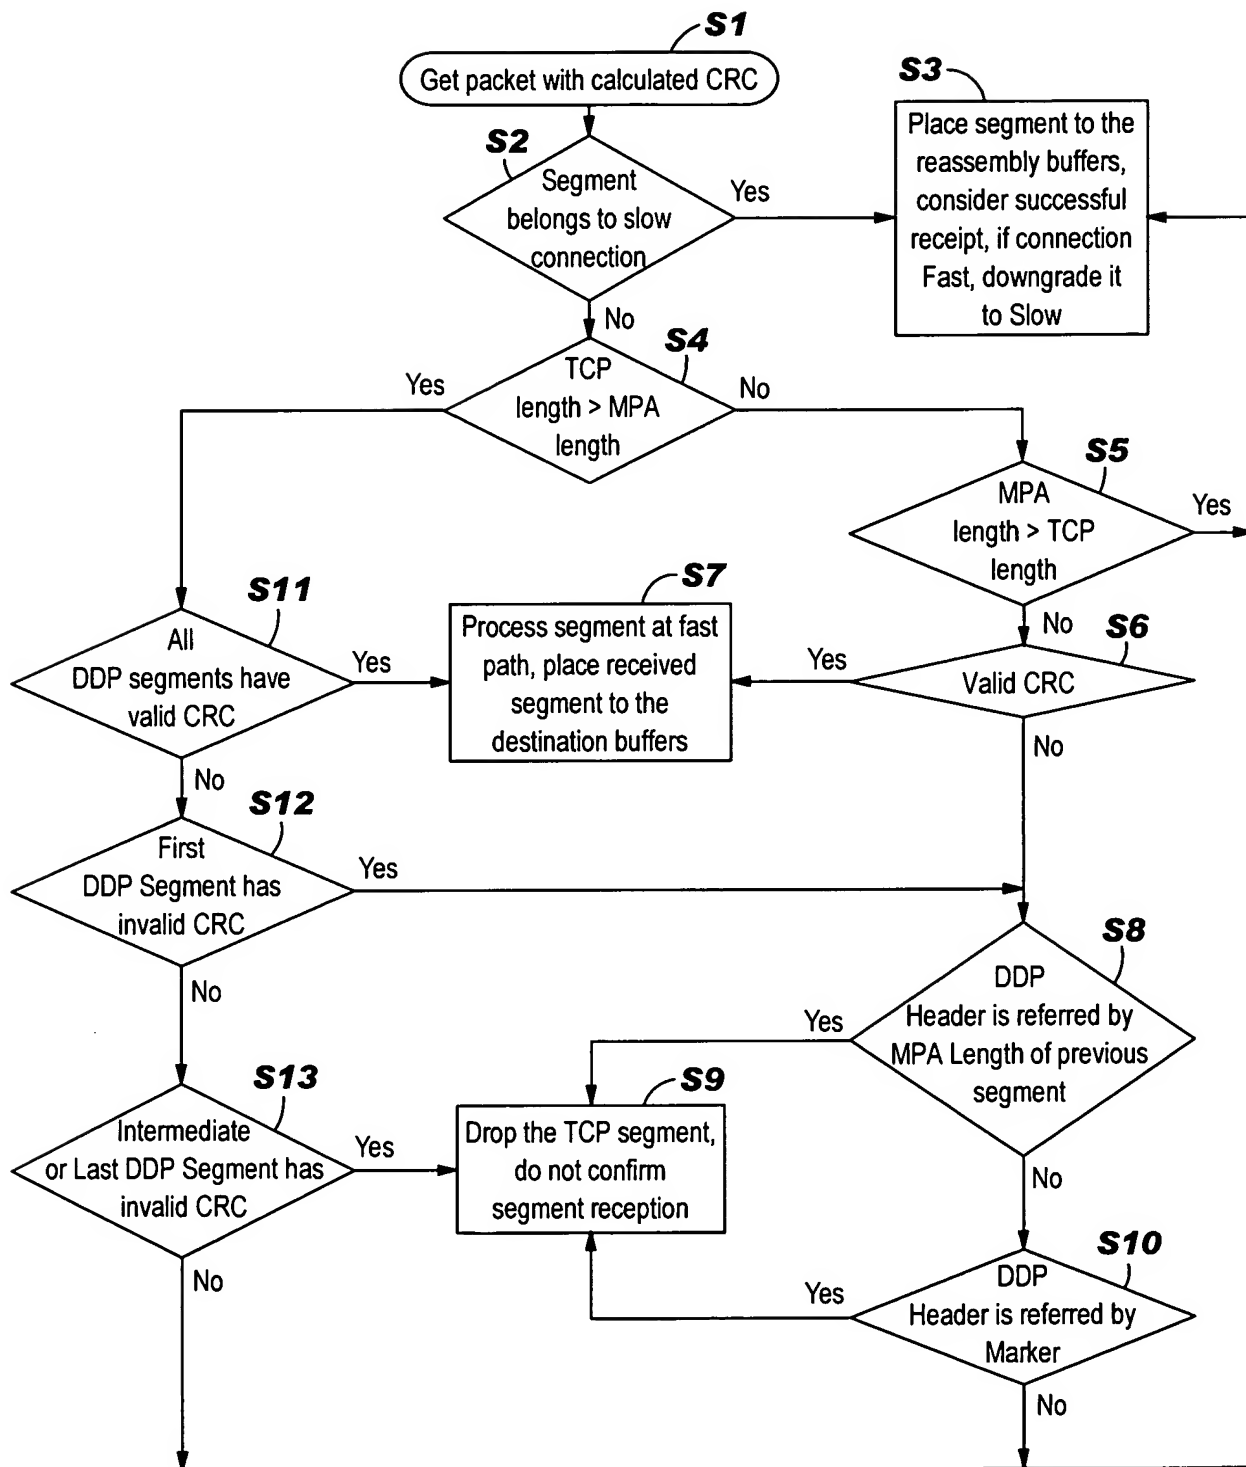 S1
Get packet with calculated CRC
S2
Segment
belongs to slow
connection
Yes
No
S3
Place segment to the
reassembly buffers,
consider successful
receipt, if connection
Fast, downgrade it
to Slow
S4
TCP
length > MPA
length
Yes
No
S5
MPA
length > TCP
length
Yes
No
S6
Valid CRC
Yes
No
S7
Process segment at fast
path, place received
segment to the
destination buffers
S11
All
DDP segments have
valid CRC
Yes
No
S12
First
DDP Segment has
invalid CRC
Yes
No
S8
DDP
Header is referred by
MPA Length of previous
segment
Yes
No
S13
Intermediate
or Last DDP Segment has
invalid CRC
Yes
No
S9
Drop the TCP segment,
do not confirm
segment reception
S10
DDP
Header is referred by
Marker
Yes
No